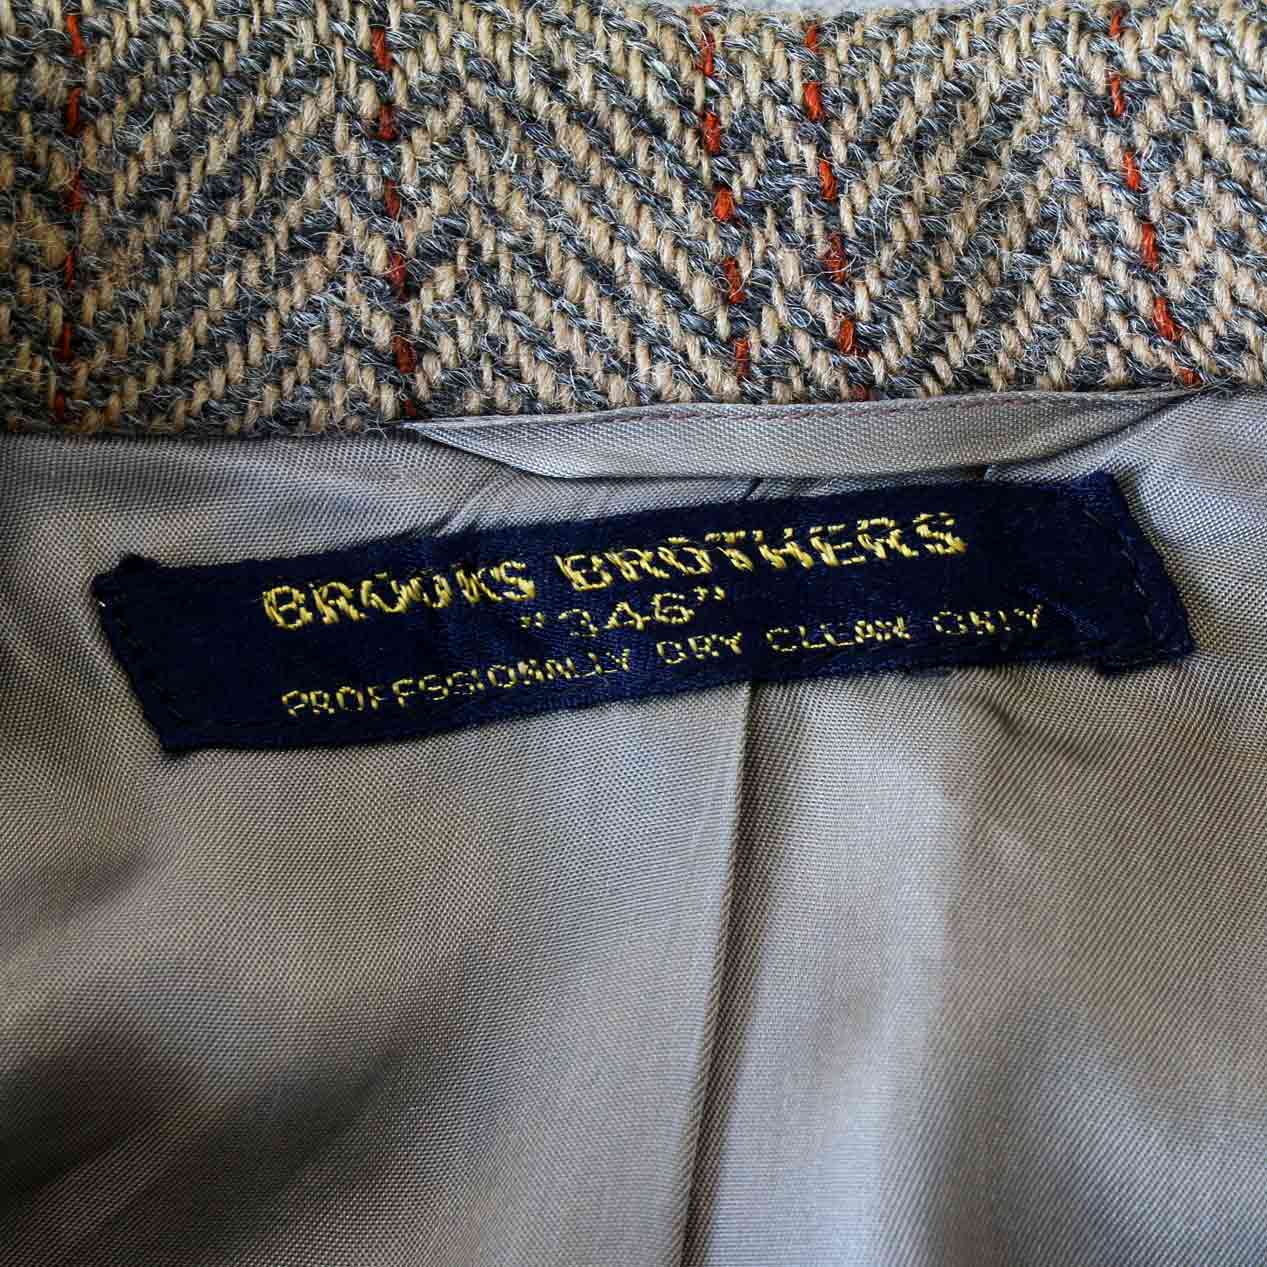 BROOKS BROTHERS
"346"
PROFESSIONALLY DRY CLEAN ONLY